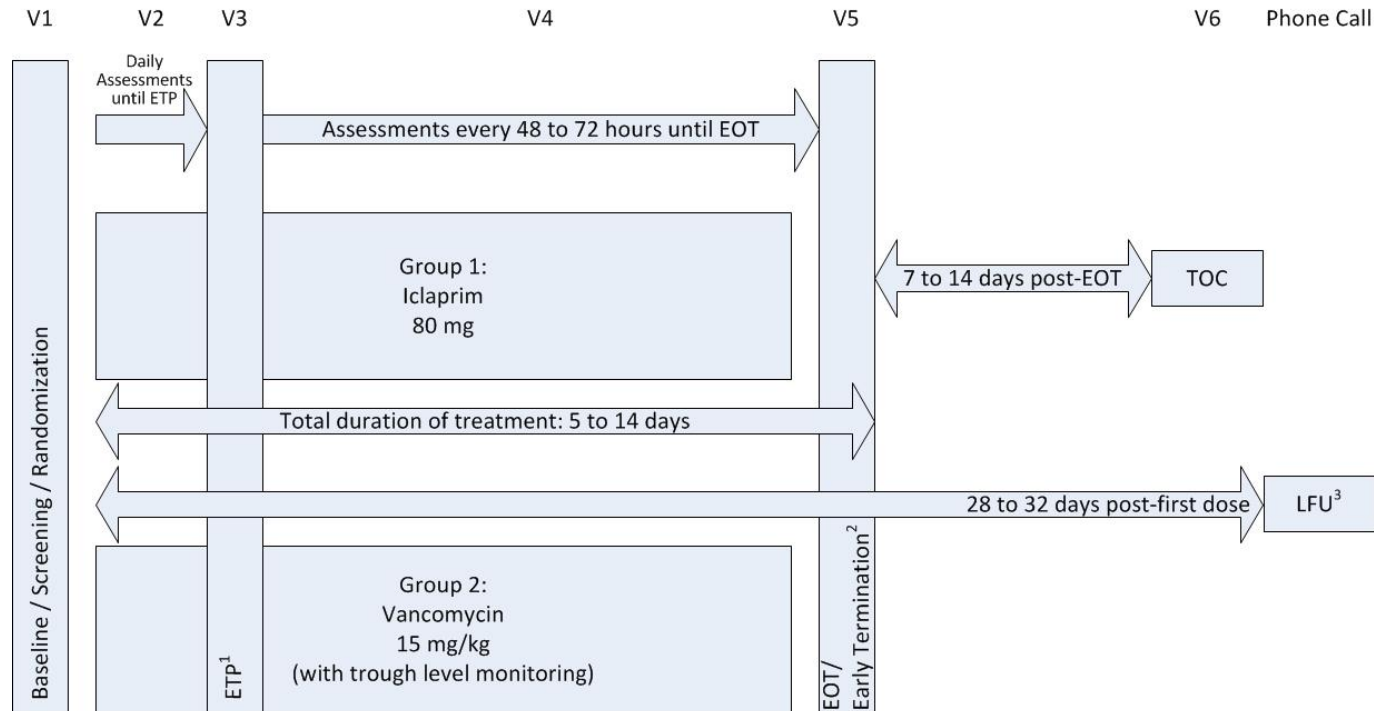 V1 V2 V3 V4 V5 V6 Phone Call
Daily
Assessments
until ETP
Assessments every 48 to 72 hours until EOT
Group 1:
Iclaprim
80 mg
7 to 14 days post-EOT
TOC
Total duration of treatment: 5 to 14 days
28 to 32 days post-first dose
LFU³
Group 2:
Vancomycin
15 mg/kg
(with trough level monitoring)
Baseline / Screening / Randomization
ETP¹
EOT/
Early Termination²